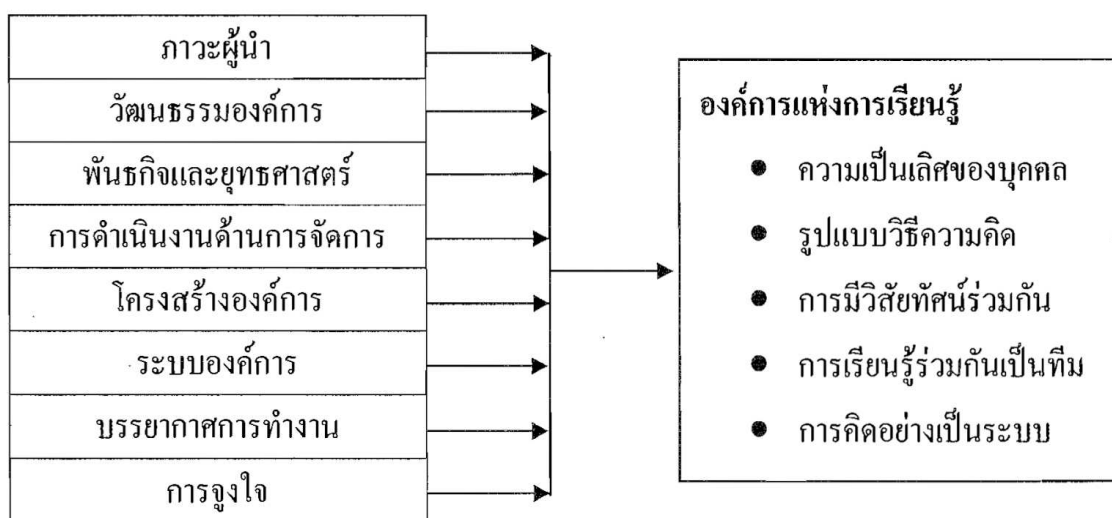 ภาวะผู้นำ
วัฒนธรรมองค์การ
พันธกิจและยุทธศาสตร์
การดำเนินงานด้านการจัดการ
โครงสร้างองค์การ
ระบบองค์การ
บรรยากาศการทำงาน
การจูงใจ
องค์การแห่งการเรียนรู้
● ความเป็นเลิศของบุคคล
● รูปแบบวิธีความคิด
● การมีวิสัยทัศน์ร่วมกัน
● การเรียนรู้ร่วมกันเป็นทีม
● การคิดอย่างเป็นระบบ